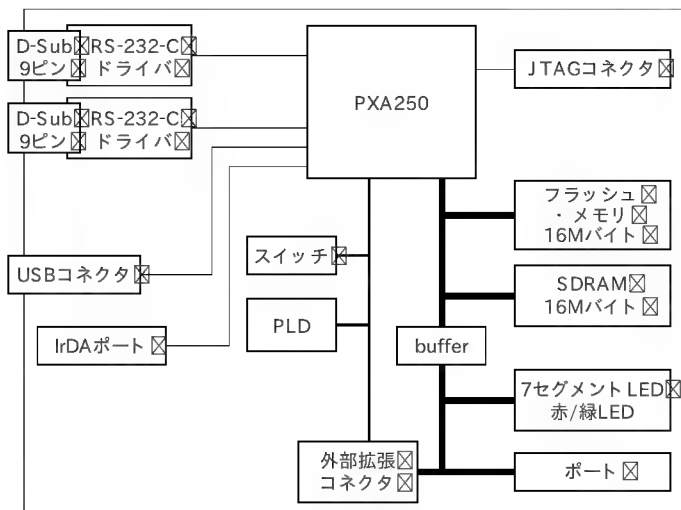 D-Sub
9ピン
RS-232-C
ドライバ
PXA250
JTAGコネクタ
D-Sub
9ピン
RS-232-C
ドライバ
フラッシュ
・メモリ
16Mバイト
スイッチ
USBコネクタ
SDRAM
16Mバイト
PLD
IrDAポート
buffer
7セグメントLED
赤/緑LED
外部拡張
コネクタ
ポート